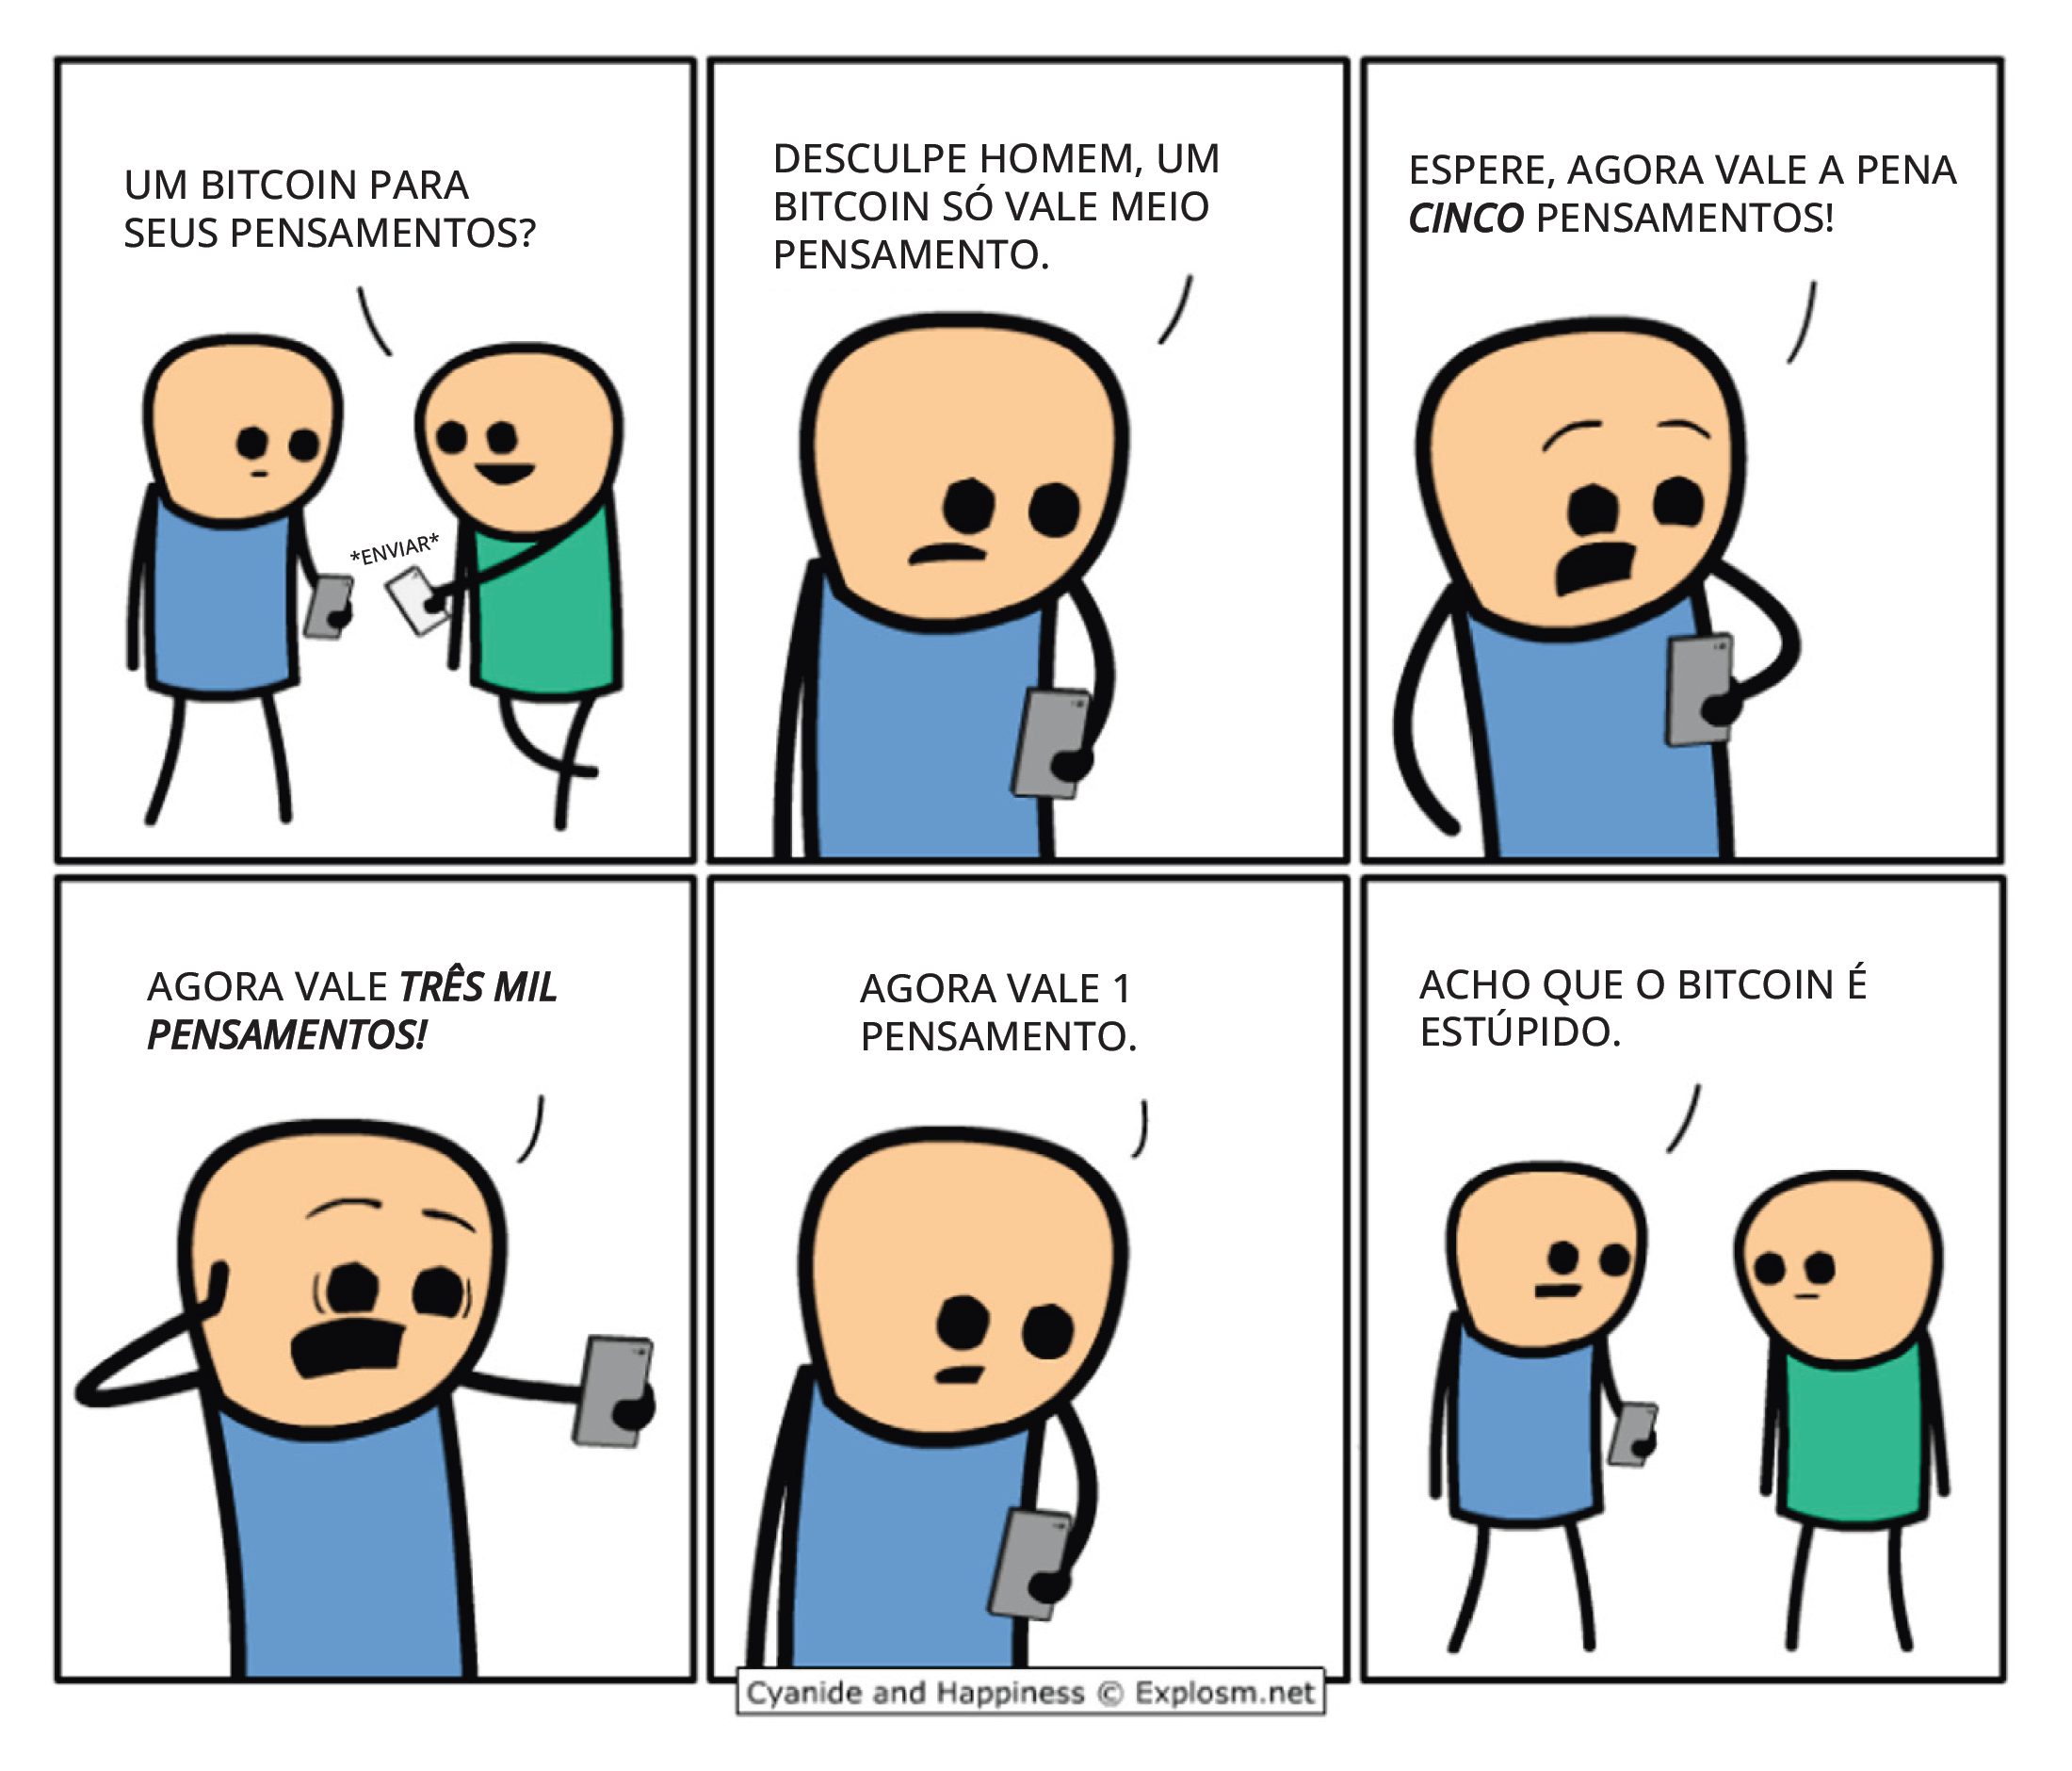 UM BITCOIN PARA
SEUS PENSAMENTOS?
*ENVIAR*
DESCULPE HOMEM, UM
BITCOIN SÓ VALE MEIO
PENSAMENTO.
ESPERE, AGORA VALE A PENA
CINCO PENSAMENTOS!
AGORA VALE TRÊS MIL
PENSAMENTOS!
AGORA VALE 1
PENSAMENTO.
ACHO QUE O BITCOIN É
ESTÚPIDO.
Cyanide and Happiness © Explosm.net